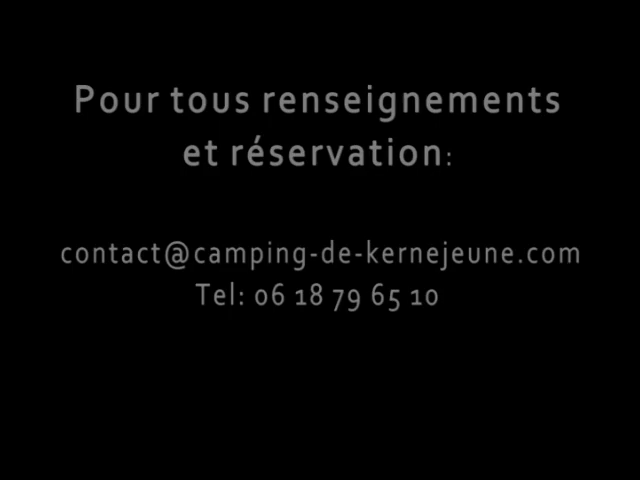 Pour tous renseignements
et réservation:
contact@camping-de-kernejeune.com
Tel: 06 18 79 65 10